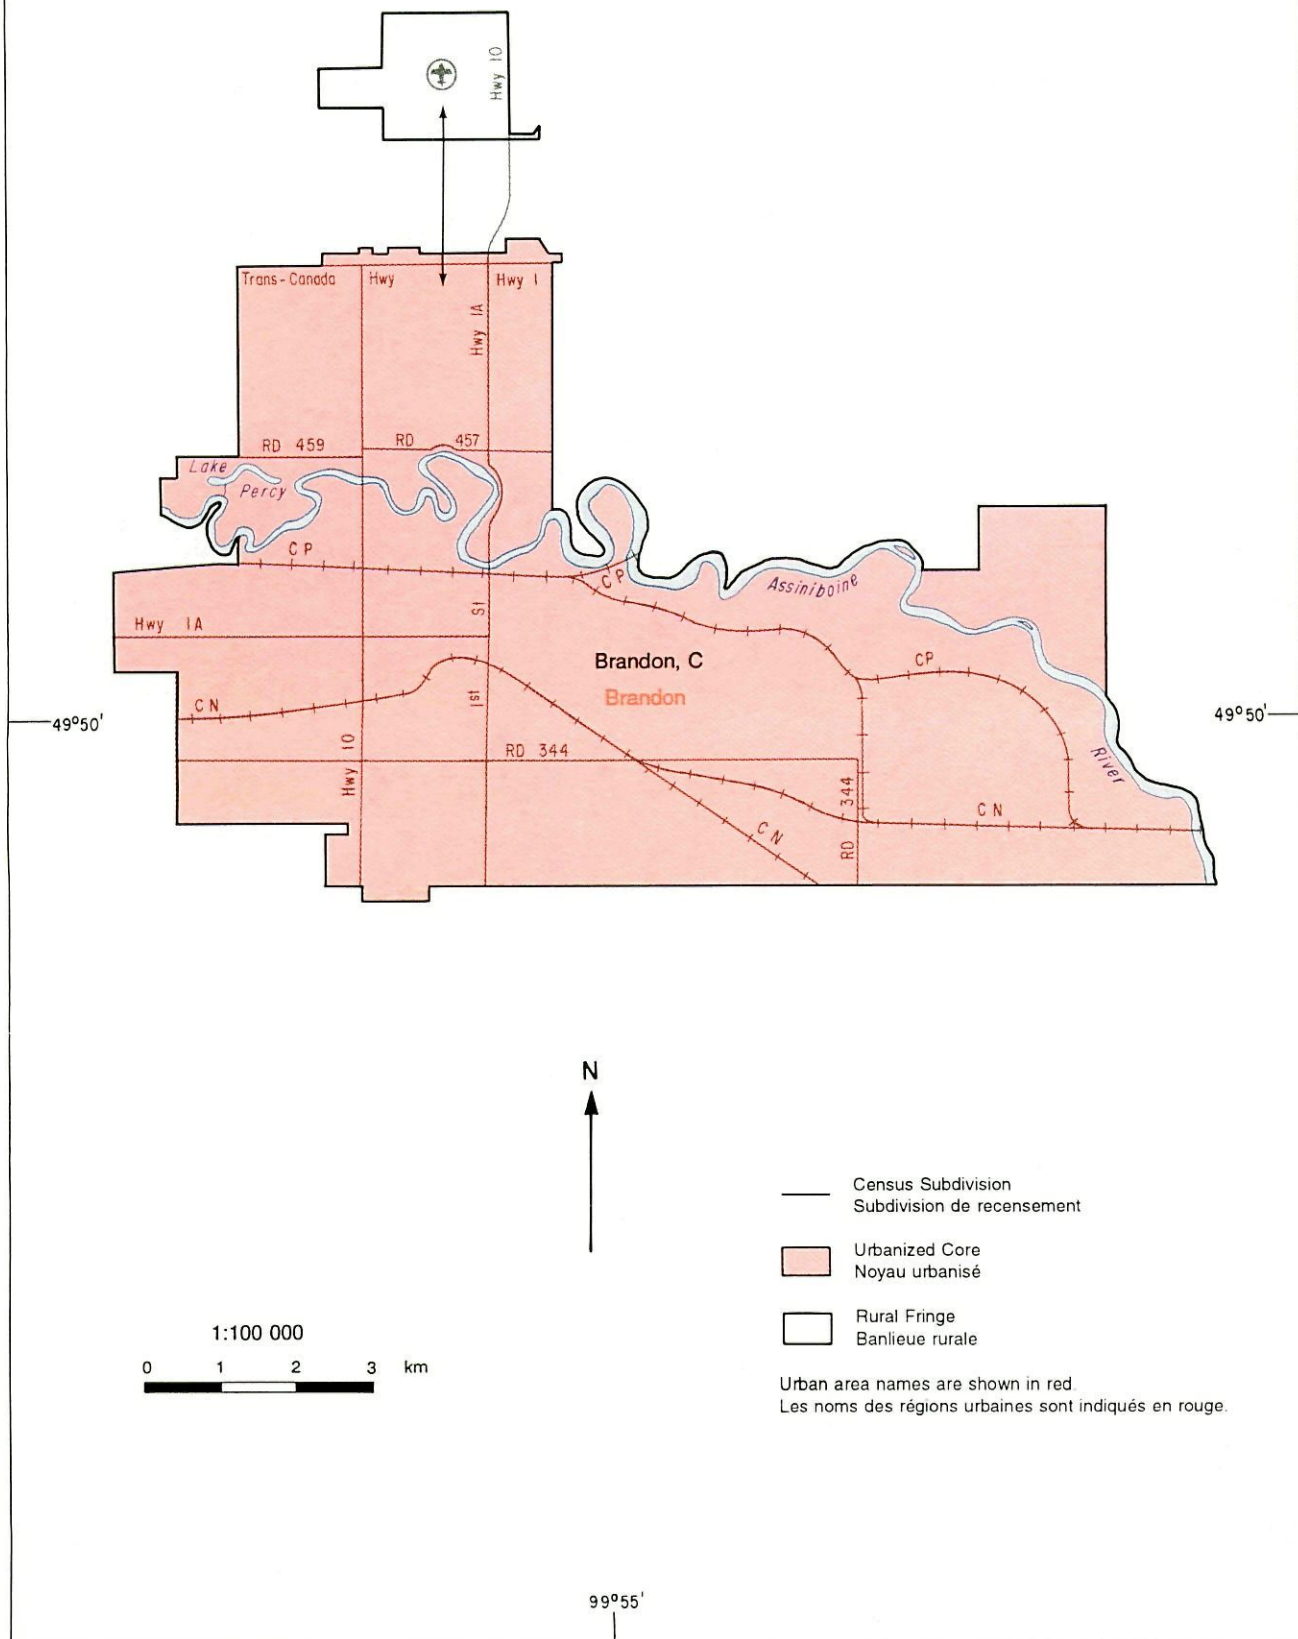 Hwy 10
Trans-Canada Hwy Hwy 1
Hwy 1A
RD 459
RD 457
Lake
Percy
CP
CP
Assiniboine
Hwy 1A
1st St
Brandon, C
Brandon
CP
CN
49°50'
49°50'
Hwy 10
RD 344
River
RD 344
CN
CN
N
Census Subdivision
Subdivision de recensement
Urbanized Core
Noyau urbanisé
Rural Fringe
Banlieue rurale
1:100 000
0 1 2 3 km
Urban area names are shown in red.
Les noms des régions urbaines sont indiqués en rouge.
99°55'